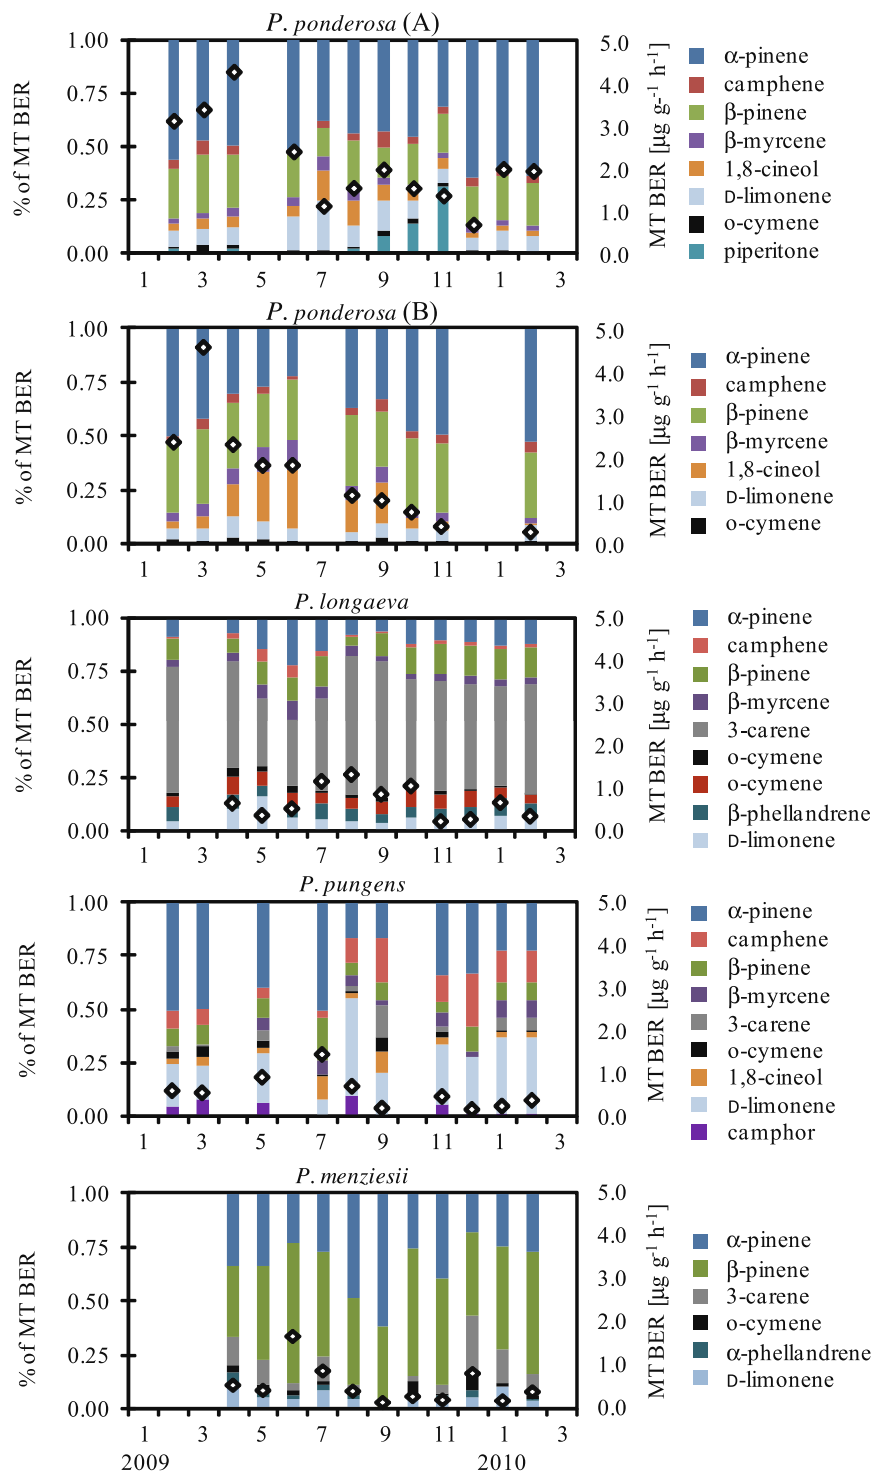 P. ponderosa (A)
1.00
0.75
0.50
0.25
0.00
% of MT BER
1 3 5 7 9 11 1 3
5.0
4.0
3.0
2.0
1.0
0.0
MT BER [µg g-¹ h⁻¹]
α-pinene
camphene
β-pinene
β-myrcene
1,8-cineol
D-limonene
o-cymene
piperitone
P. ponderosa (B)
1.00
0.75
0.50
0.25
0.00
% of MT BER
1 3 5 7 9 11 1 3
5.0
4.0
3.0
2.0
1.0
0.0
MT BER [µg g⁻¹ h⁻¹]
α-pinene
camphene
β-pinene
β-myrcene
1,8-cineol
D-limonene
o-cymene
P. longaeva
1.00
0.75
0.50
0.25
0.00
% of MT BER
1 3 5 7 9 11 1 3
5.0
4.0
3.0
2.0
1.0
0.0
MT BER [µg g⁻¹ h⁻¹]
α-pinene
camphene
β-pinene
β-myrcene
3-carene
o-cymene
o-cymene
β-phellandrene
D-limonene
P. pungens
1.00
0.75
0.50
0.25
0.00
% of MT BER
1 3 5 7 9 11 1 3
5.0
4.0
3.0
2.0
1.0
0.0
MT BER [µg g⁻¹ h⁻¹]
α-pinene
camphene
β-pinene
β-myrcene
3-carene
o-cymene
1,8-cineol
D-limonene
camphor
P. menziesii
1.00
0.75
0.50
0.25
0.00
% of MT BER
1 3 5 7 9 11 1 3
2009 2010
5.0
4.0
3.0
2.0
1.0
0.0
MT BER [µg g⁻¹ h⁻¹]
α-pinene
β-pinene
3-carene
o-cymene
α-phellandrene
D-limonene